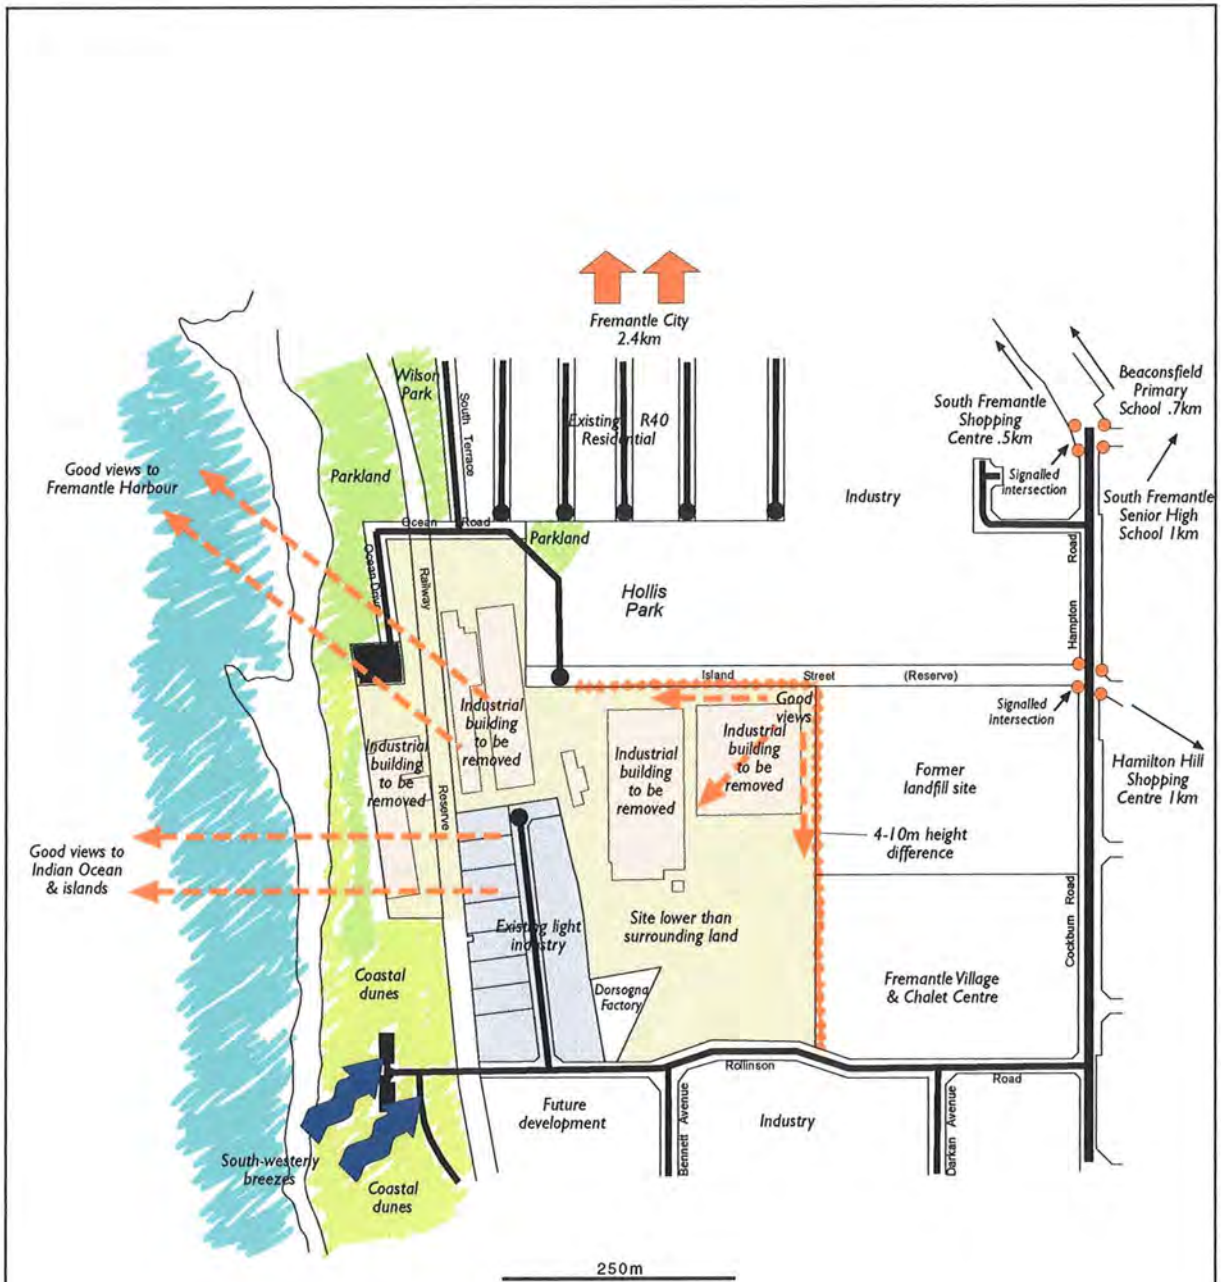 Fremantle City
2.4km
Wilson
Park
South Terrace
Existing R40
Residential
Beaconsfield
Primary
School .7km
South Fremantle
Shopping
Centre .5km
Good views to
Fremantle Harbour
Parkland
Industry
Signalled
intersection
South Fremantle
Senior High
School 1km
Ocean Road
Parkland
Ocean Drive
Railway
Hollis
Park
Road
Hampton
Island Street (Reserve)
Good
views
Signalled
intersection
Industrial
building
to be
removed
Industrial
building
to be
removed
Industrial
building
to be
removed
Industrial
building
to be
removed
Former
landfill site
Hamilton Hill
Shopping
Centre 1km
Reserve
4-10m height
difference
Good views to
Indian Ocean
& islands
Existing light
industry
Site lower than
surrounding land
Road
Cockburn
Coastal
dunes
Dorsogna
Factory
Fremantle Village
& Chalet Centre
Rollinson
Road
Future
development
Bennett Avenue
Industry
Darkan Avenue
South-westerly
breezes
Coastal
dunes
250m